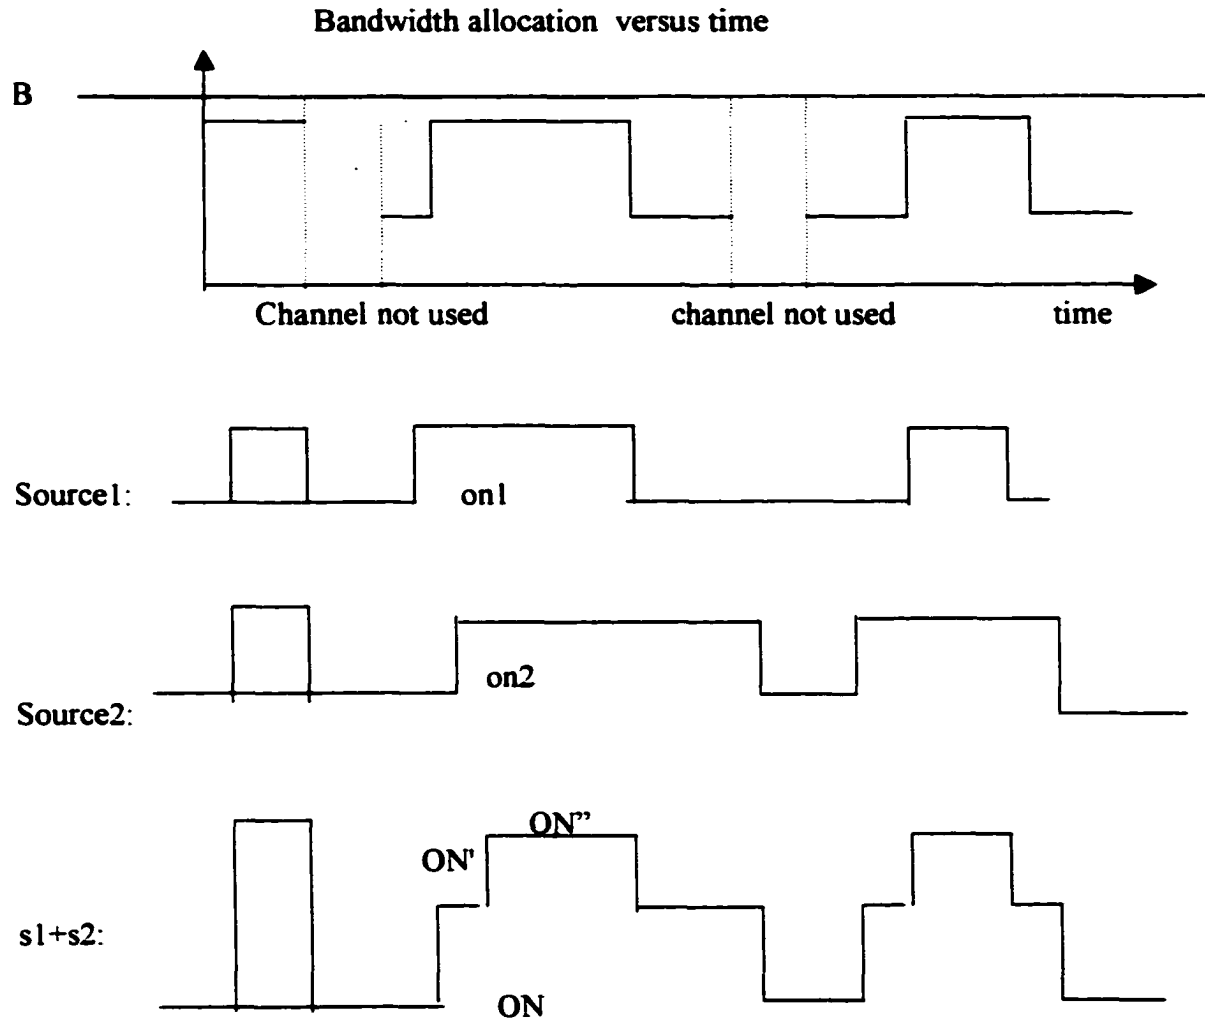 Bandwidth allocation versus time
B
Channel not used
channel not used
time
Source1:
on1
on2
Source2:
ON”
ON'
s1+s2:
ON